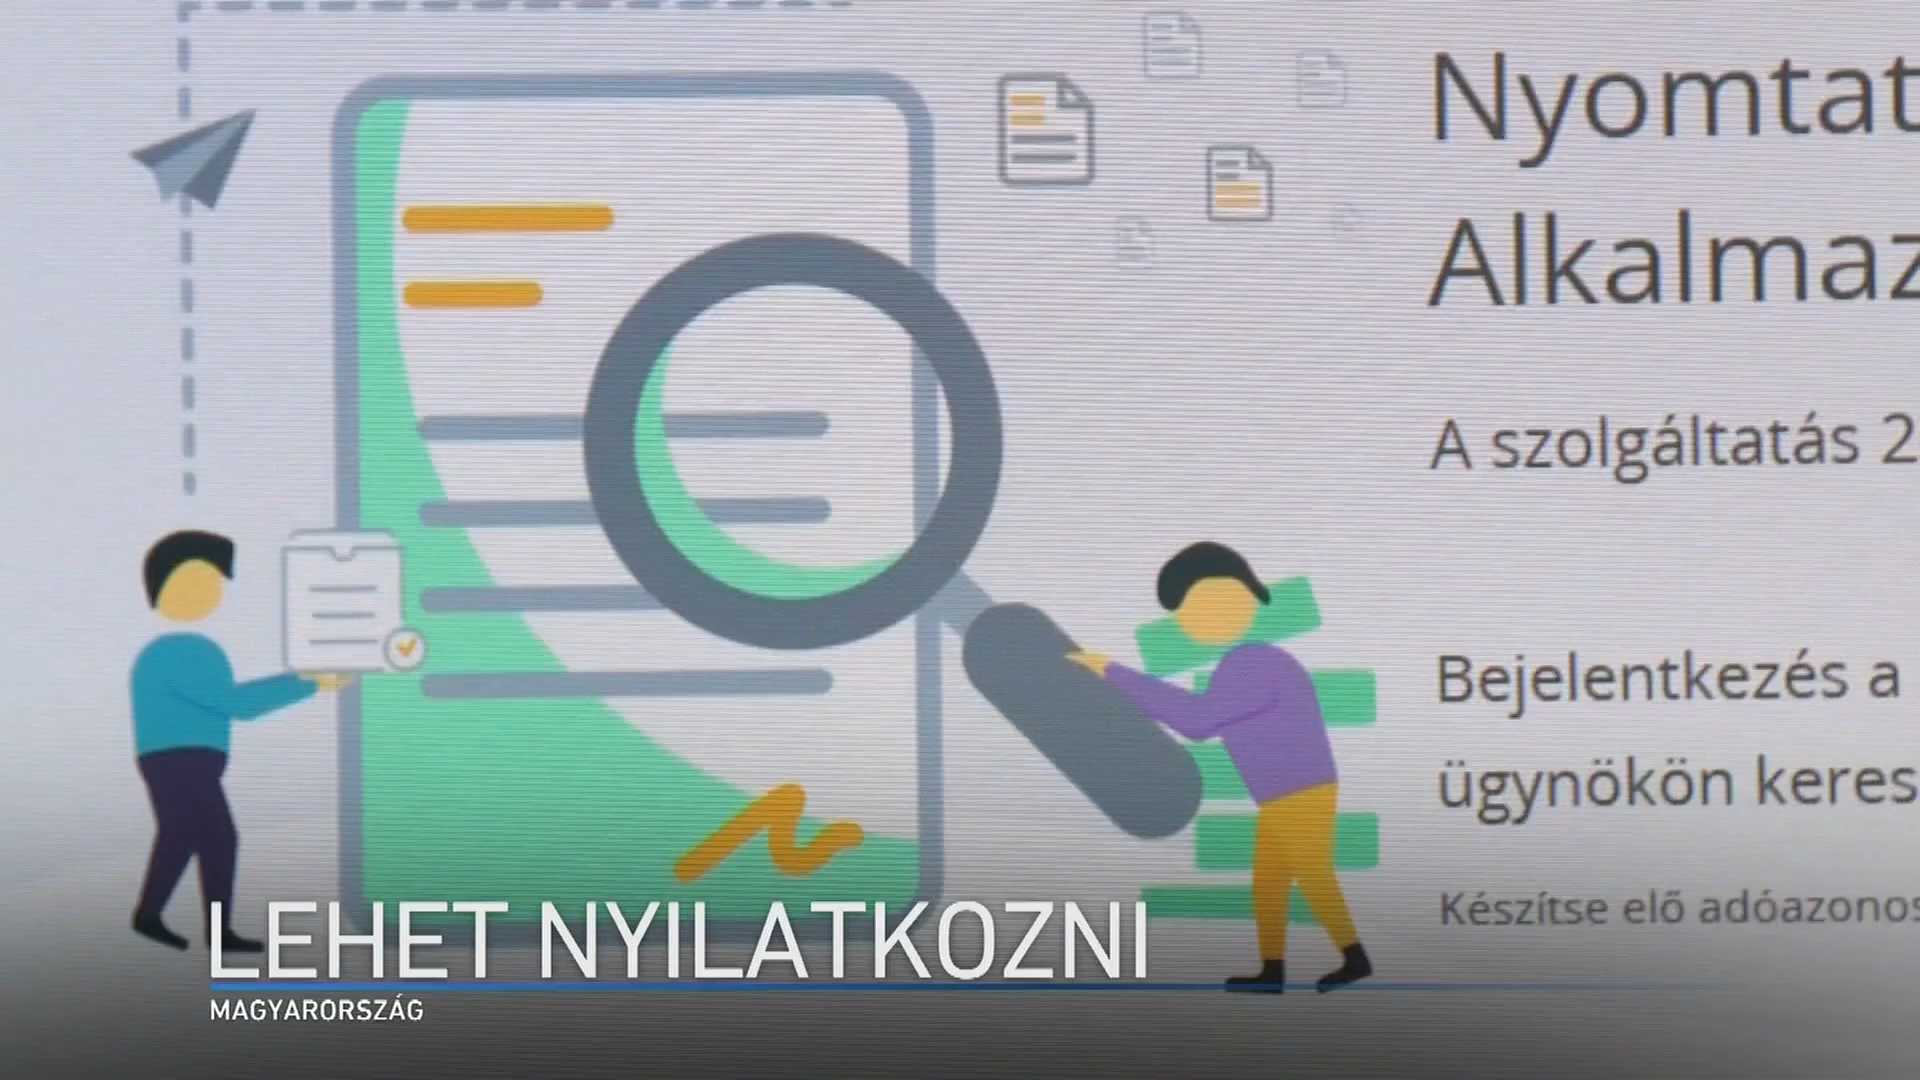 Nyomtat
Alkalmaz
A szolgáltatás 2
Bejelentkezés a
ügynökön keres
Készítse elő adóazonos
LEHET NYILATKOZNI
MAGYARORSZÁG